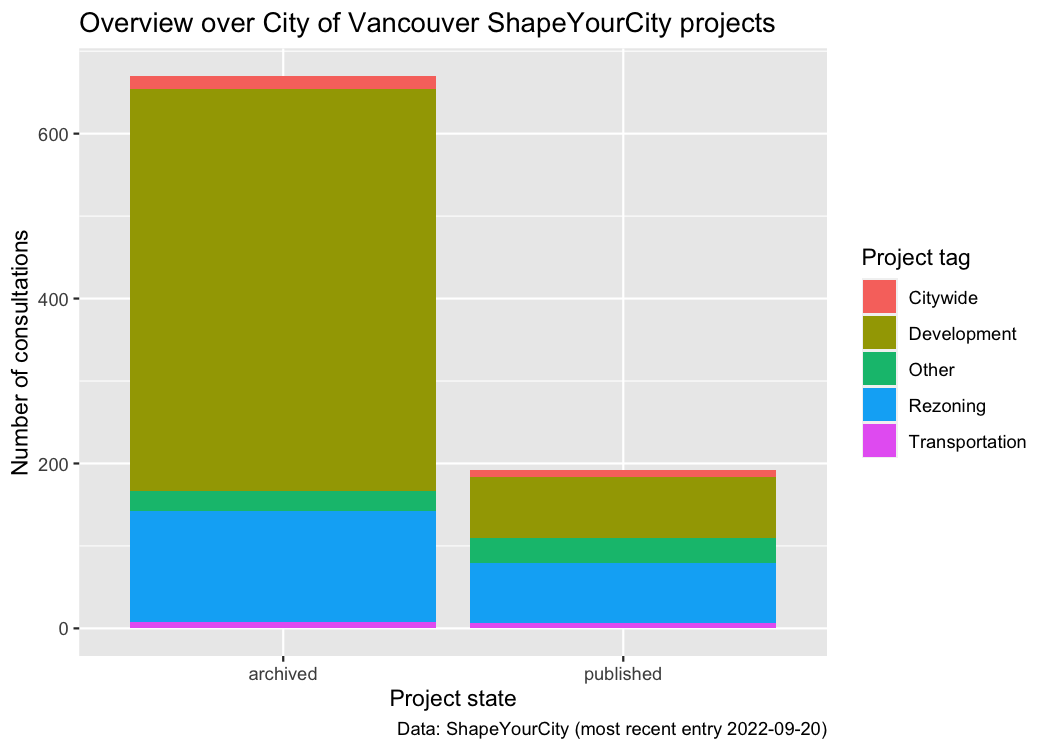 Overview over City of Vancouver ShapeYourCity projects
Number of consultations
600
400
200
0
archived
published
Project state
Project tag
Citywide
Development
Other
Rezoning
Transportation
Data: ShapeYourCity (most recent entry 2022-09-20)